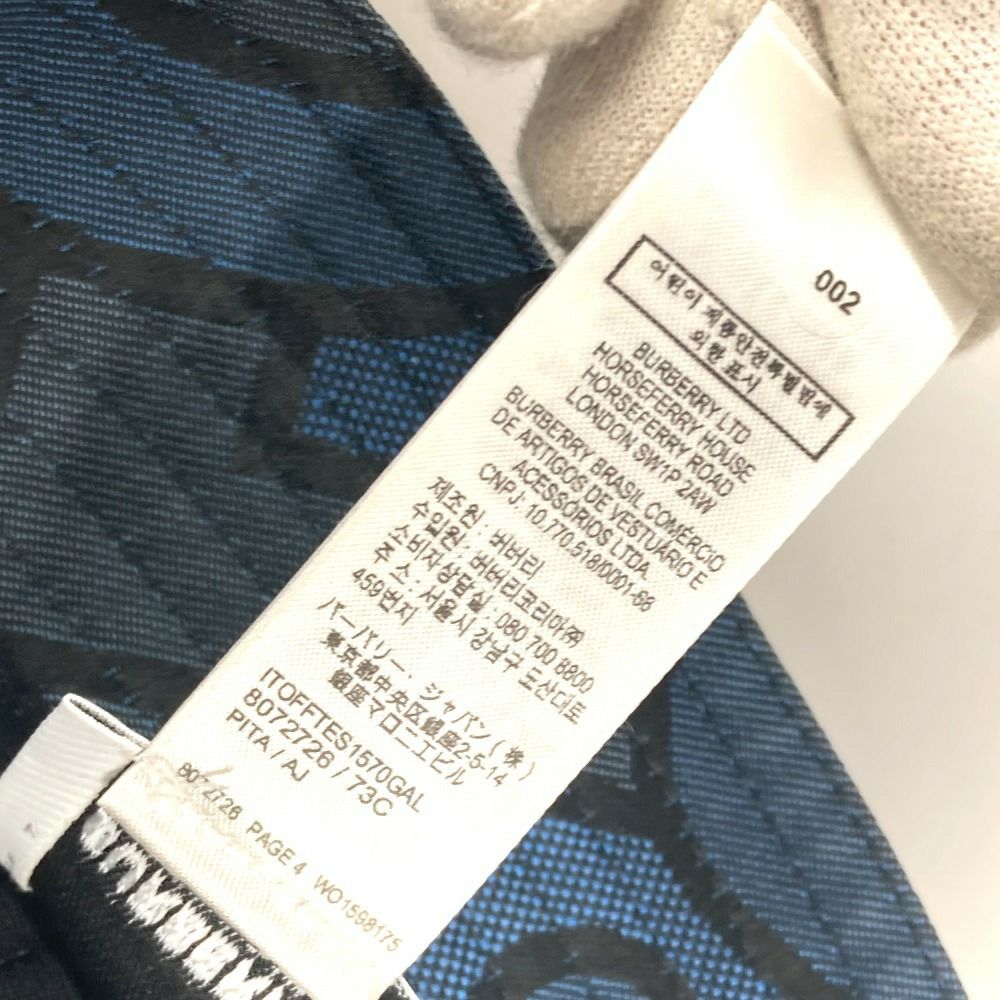 002
어린이제품안전특별법에
의한 표시
BURBERRY LTD
HORSEFERRY HOUSE
HORSEFERRY ROAD
LONDON SW1P 2AW
BURBERRY BRASIL COMÉRCIO
DE ARTIGOS DE VESTUÁRIO E
ACESSÓRIOS LTDA.
CNPJ: 10.770.518/0001-66
제조원 : 버버리
수입원 : 버버리코리아㈜
소비자상담실 : 080 700 8800
주 소 : 서울시 강남구 도산대로
459번지
バーバリー・ジャパン(株)
東京都中央区銀座2-5-14
銀座マロニエビル
ITOFFTES1570GAL
8072726 / 73C
PITA / AJ
8072726 PAGE 4 WO1598175